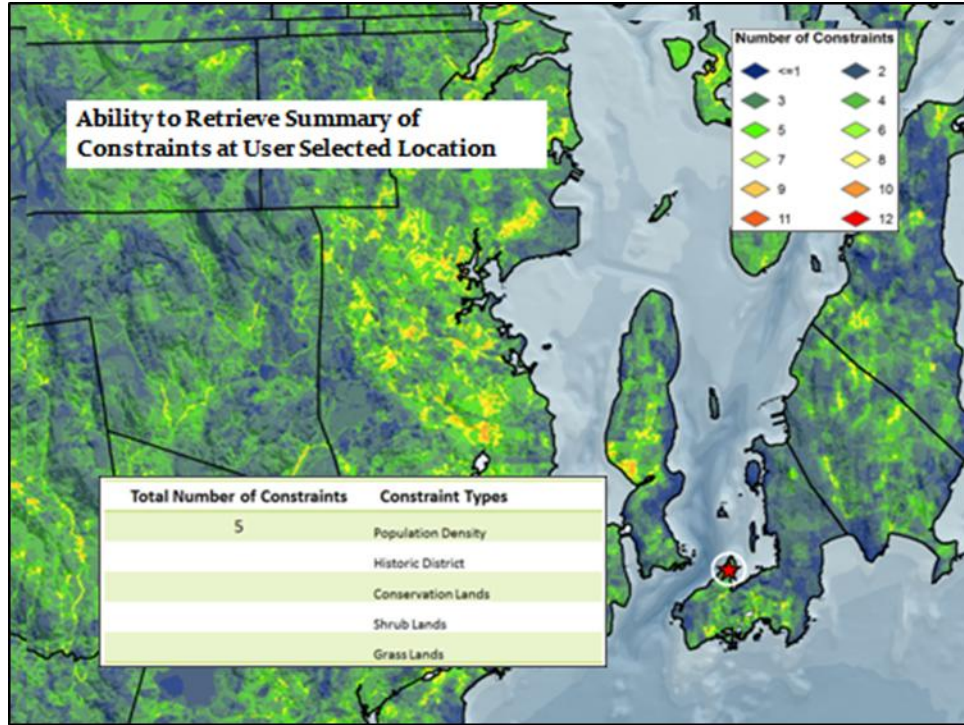 Number of Constraints
<=1 2
3 4
5 6
7 8
9 10
11 12
Ability to Retrieve Summary of
Constraints at User Selected Location
Total Number of Constraints Constraint Types
5 Population Density
Historic District
Conservation Lands
Shrub Lands
Grass Lands